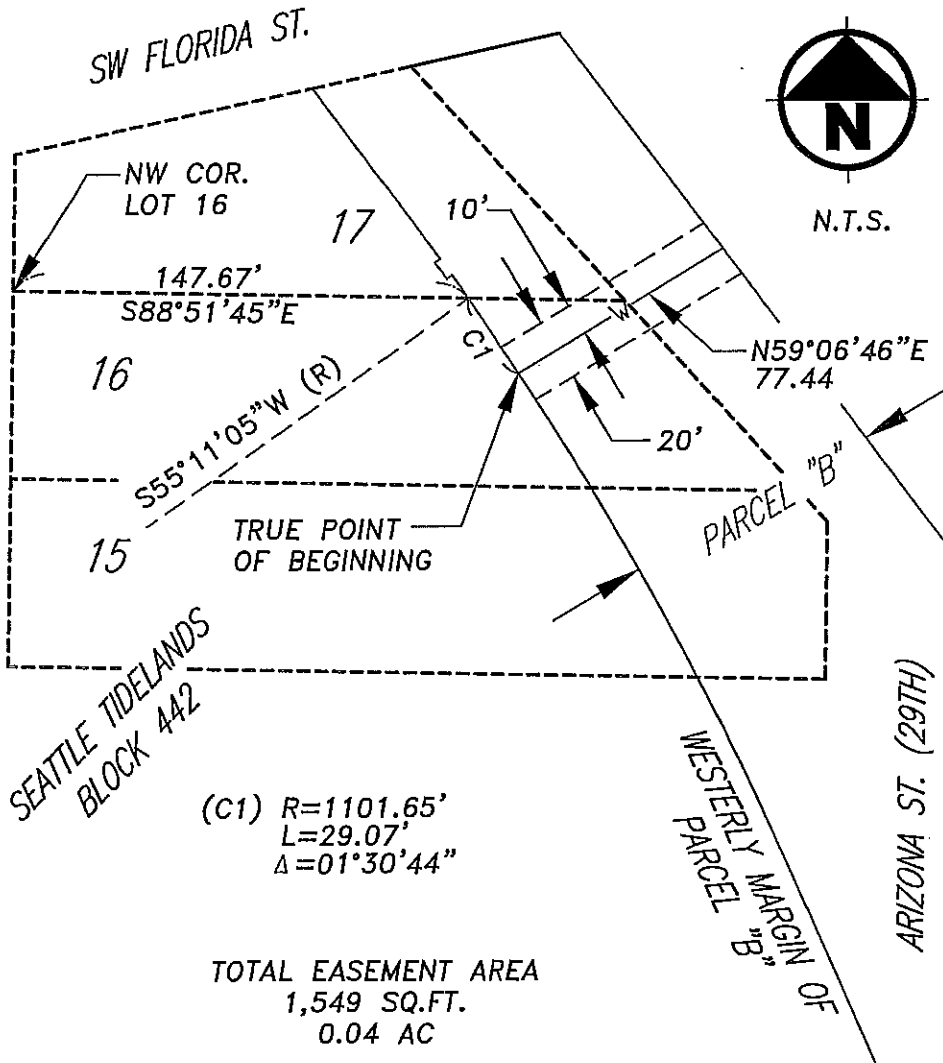 SW FLORIDA ST.
N
N.T.S.
NW COR.
LOT 16
17
10'
147.67'
S88°51'45"E
C1
W
N59°06'46"E
77.44
16
S55°11'05"W (R)
20'
PARCEL "B"
TRUE POINT
OF BEGINNING
15
SEATTLE TIDELANDS
BLOCK 442
WESTERLY MARGIN OF
PARCEL "B"
ARIZONA ST. (29TH)
(C1) R=1101.65'
L=29.07'
Δ=01°30'44"
TOTAL EASEMENT AREA
1,549 SQ.FT.
0.04 AC